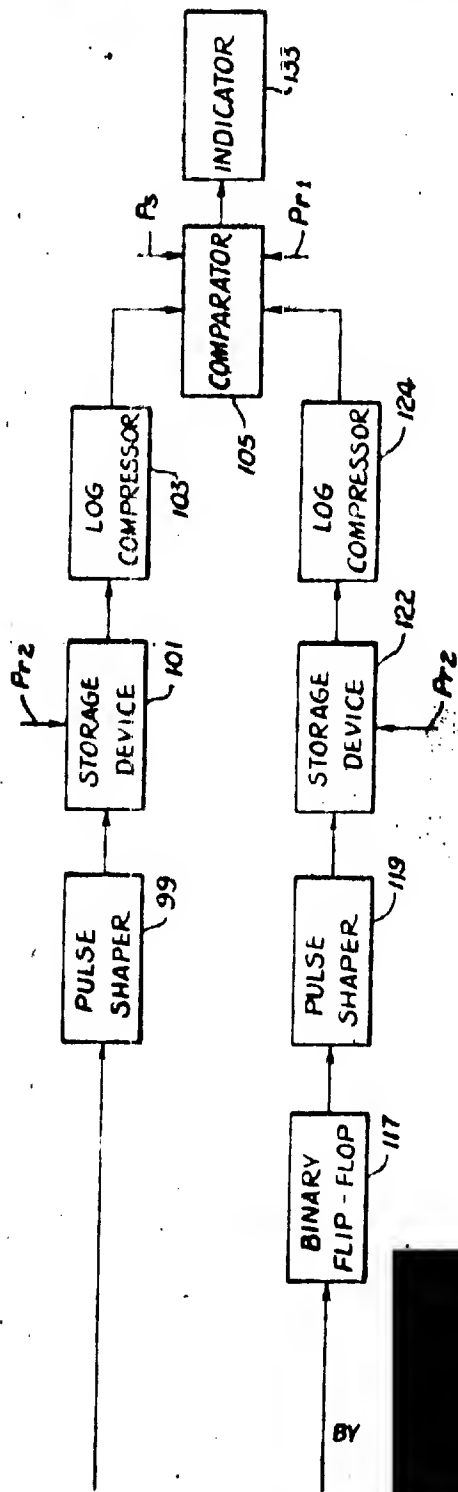 PULSE
SHAPER
99
STORAGE
DEVICE
101
Pr2
LOG
COMPRESSOR
103
COMPARATOR
105
Ps
Pr1
INDICATOR
133
BY
BINARY
FLIP-FLOP
117
PULSE
SHAPER
119
STORAGE
DEVICE
122
Pr2
LOG
COMPRESSOR
124